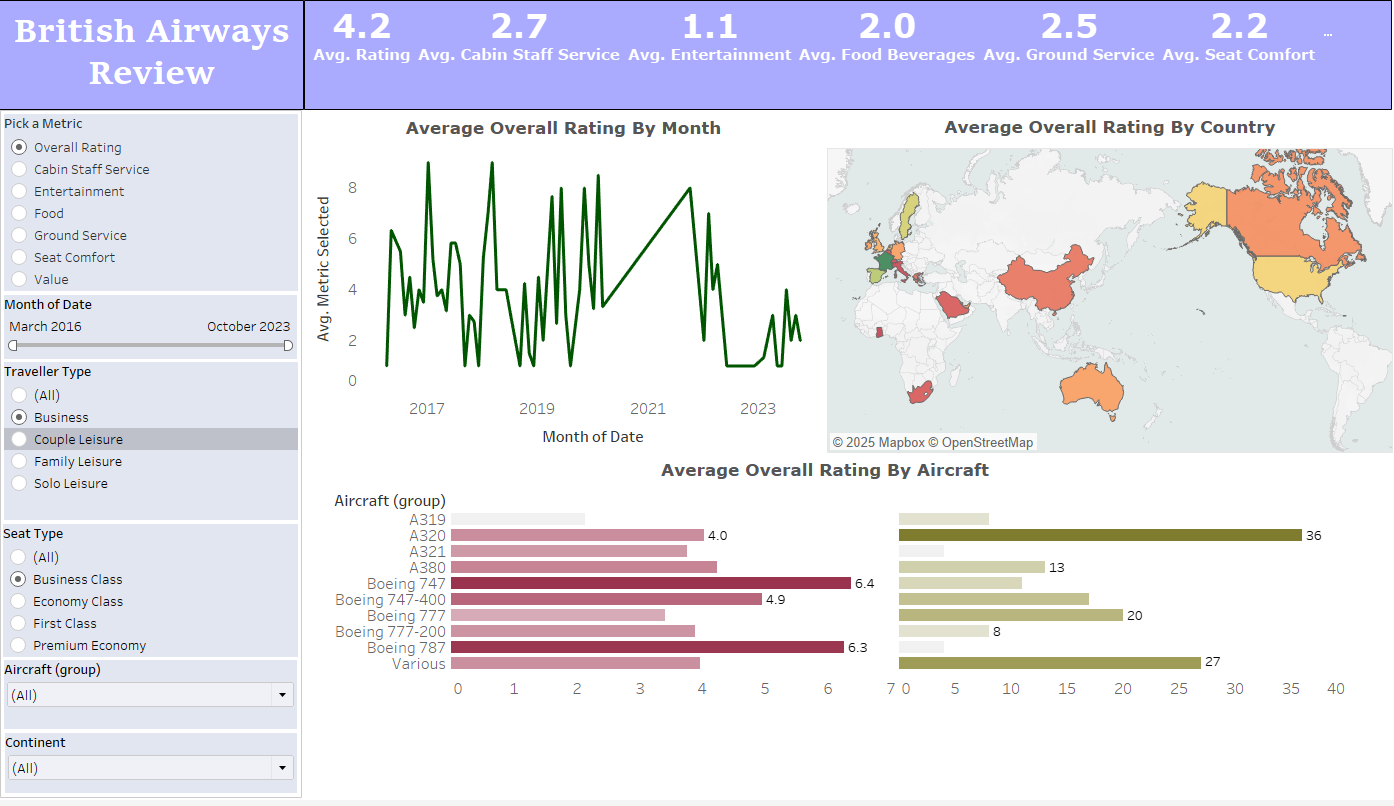 British Airways
Review
4.2 2.7 1.1 2.0 2.5 2.2 ...
Avg. Rating Avg. Cabin Staff Service Avg. Entertainment Avg. Food Beverages Avg. Ground Service Avg. Seat Comfort
Pick a Metric
Overall Rating
Cabin Staff Service
Entertainment
Food
Ground Service
Seat Comfort
Value
Month of Date
March 2016 October 2023
Traveller Type
(All)
Business
Couple Leisure
Family Leisure
Solo Leisure
Seat Type
(All)
Business Class
Economy Class
First Class
Premium Economy
Aircraft (group)
(All)
Continent
(All)
Average Overall Rating By Month
Avg. Metric Selected
8
6
4
2
0
2017 2019 2021 2023
Month of Date
Average Overall Rating By Country
© 2025 Mapbox © OpenStreetMap
Average Overall Rating By Aircraft
Aircraft (group)
A319
A320 4.0 36
A321
A380 13
Boeing 747 6.4
Boeing 747-400 4.9
Boeing 777 20
Boeing 777-200 8
Boeing 787 6.3
Various 27
0 1 2 3 4 5 6 7 0 5 10 15 20 25 30 35 40